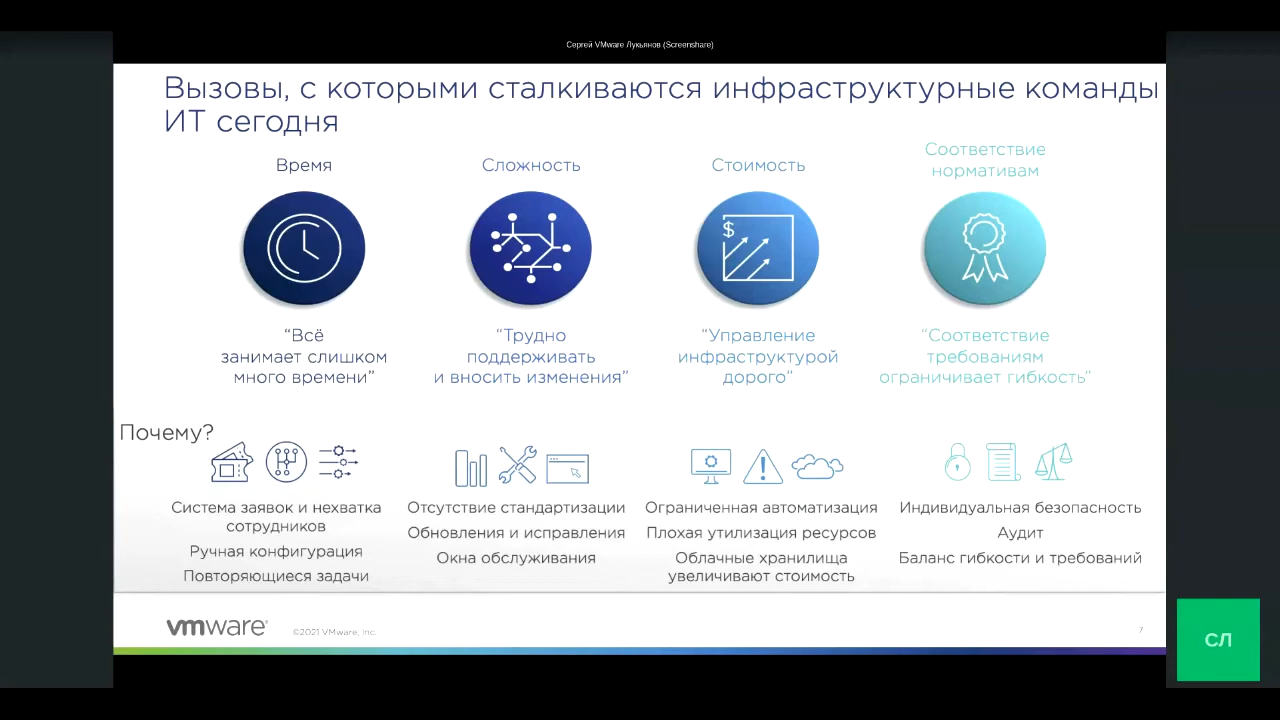 Сергей VMware Лукьянов (Screenshare)
Вызовы, с которыми сталкиваются инфраструктурные команды
ИТ сегодня
Время
Сложность
Стоимость
Соответствие
нормативам
$
“Всё
занимает слишком
много времени”
“Трудно
поддерживать
и вносить изменения”
“Управление
инфраструктурой
дорого”
“Соответствие
требованиям
ограничивает гибкость”
Почему?
Система заявок и нехватка
сотрудников
Ручная конфигурация
Повторяющиеся задачи
Отсутствие стандартизации
Обновления и исправления
Окна обслуживания
Ограниченная автоматизация
Плохая утилизация ресурсов
Облачные хранилища
увеличивают стоимость
Индивидуальная безопасность
Аудит
Баланс гибкости и требований
vmware®
©2021 VMware, Inc.
7
СЛ